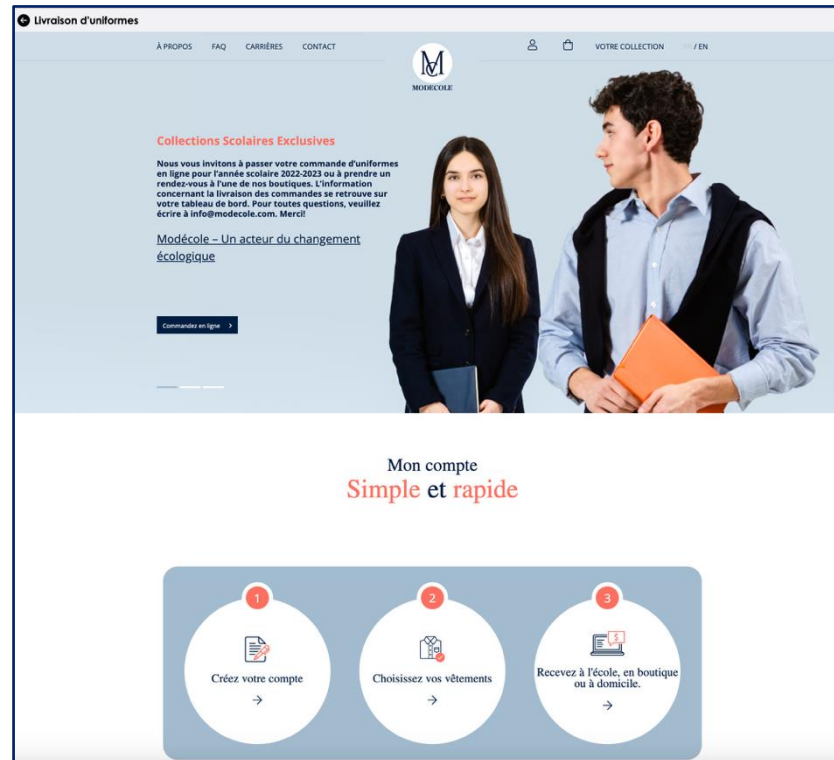 Livraison d'uniformes
À PROPOS FAQ CARRIÈRES CONTACT
VOTRE COLLECTION / EN
MC
MODECOLE
Collections Scolaires Exclusives
Nous vous invitons à passer votre commande d'uniformes
en ligne pour l'année scolaire 2022-2023 ou à prendre un
rendez-vous à l'une de nos boutiques. L'information
concernant la livraison des commandes se retrouve sur
votre tableau de bord. Pour toutes questions, veuillez
écrire à info@modecole.com. Merci!
Modécole – Un acteur du changement
écologique
Commandez en ligne >
Mon compte
Simple et rapide
1
Créez votre compte
2
Choisissez vos vêtements
3
$
Recevez à l'école, en boutique
ou à domicile.